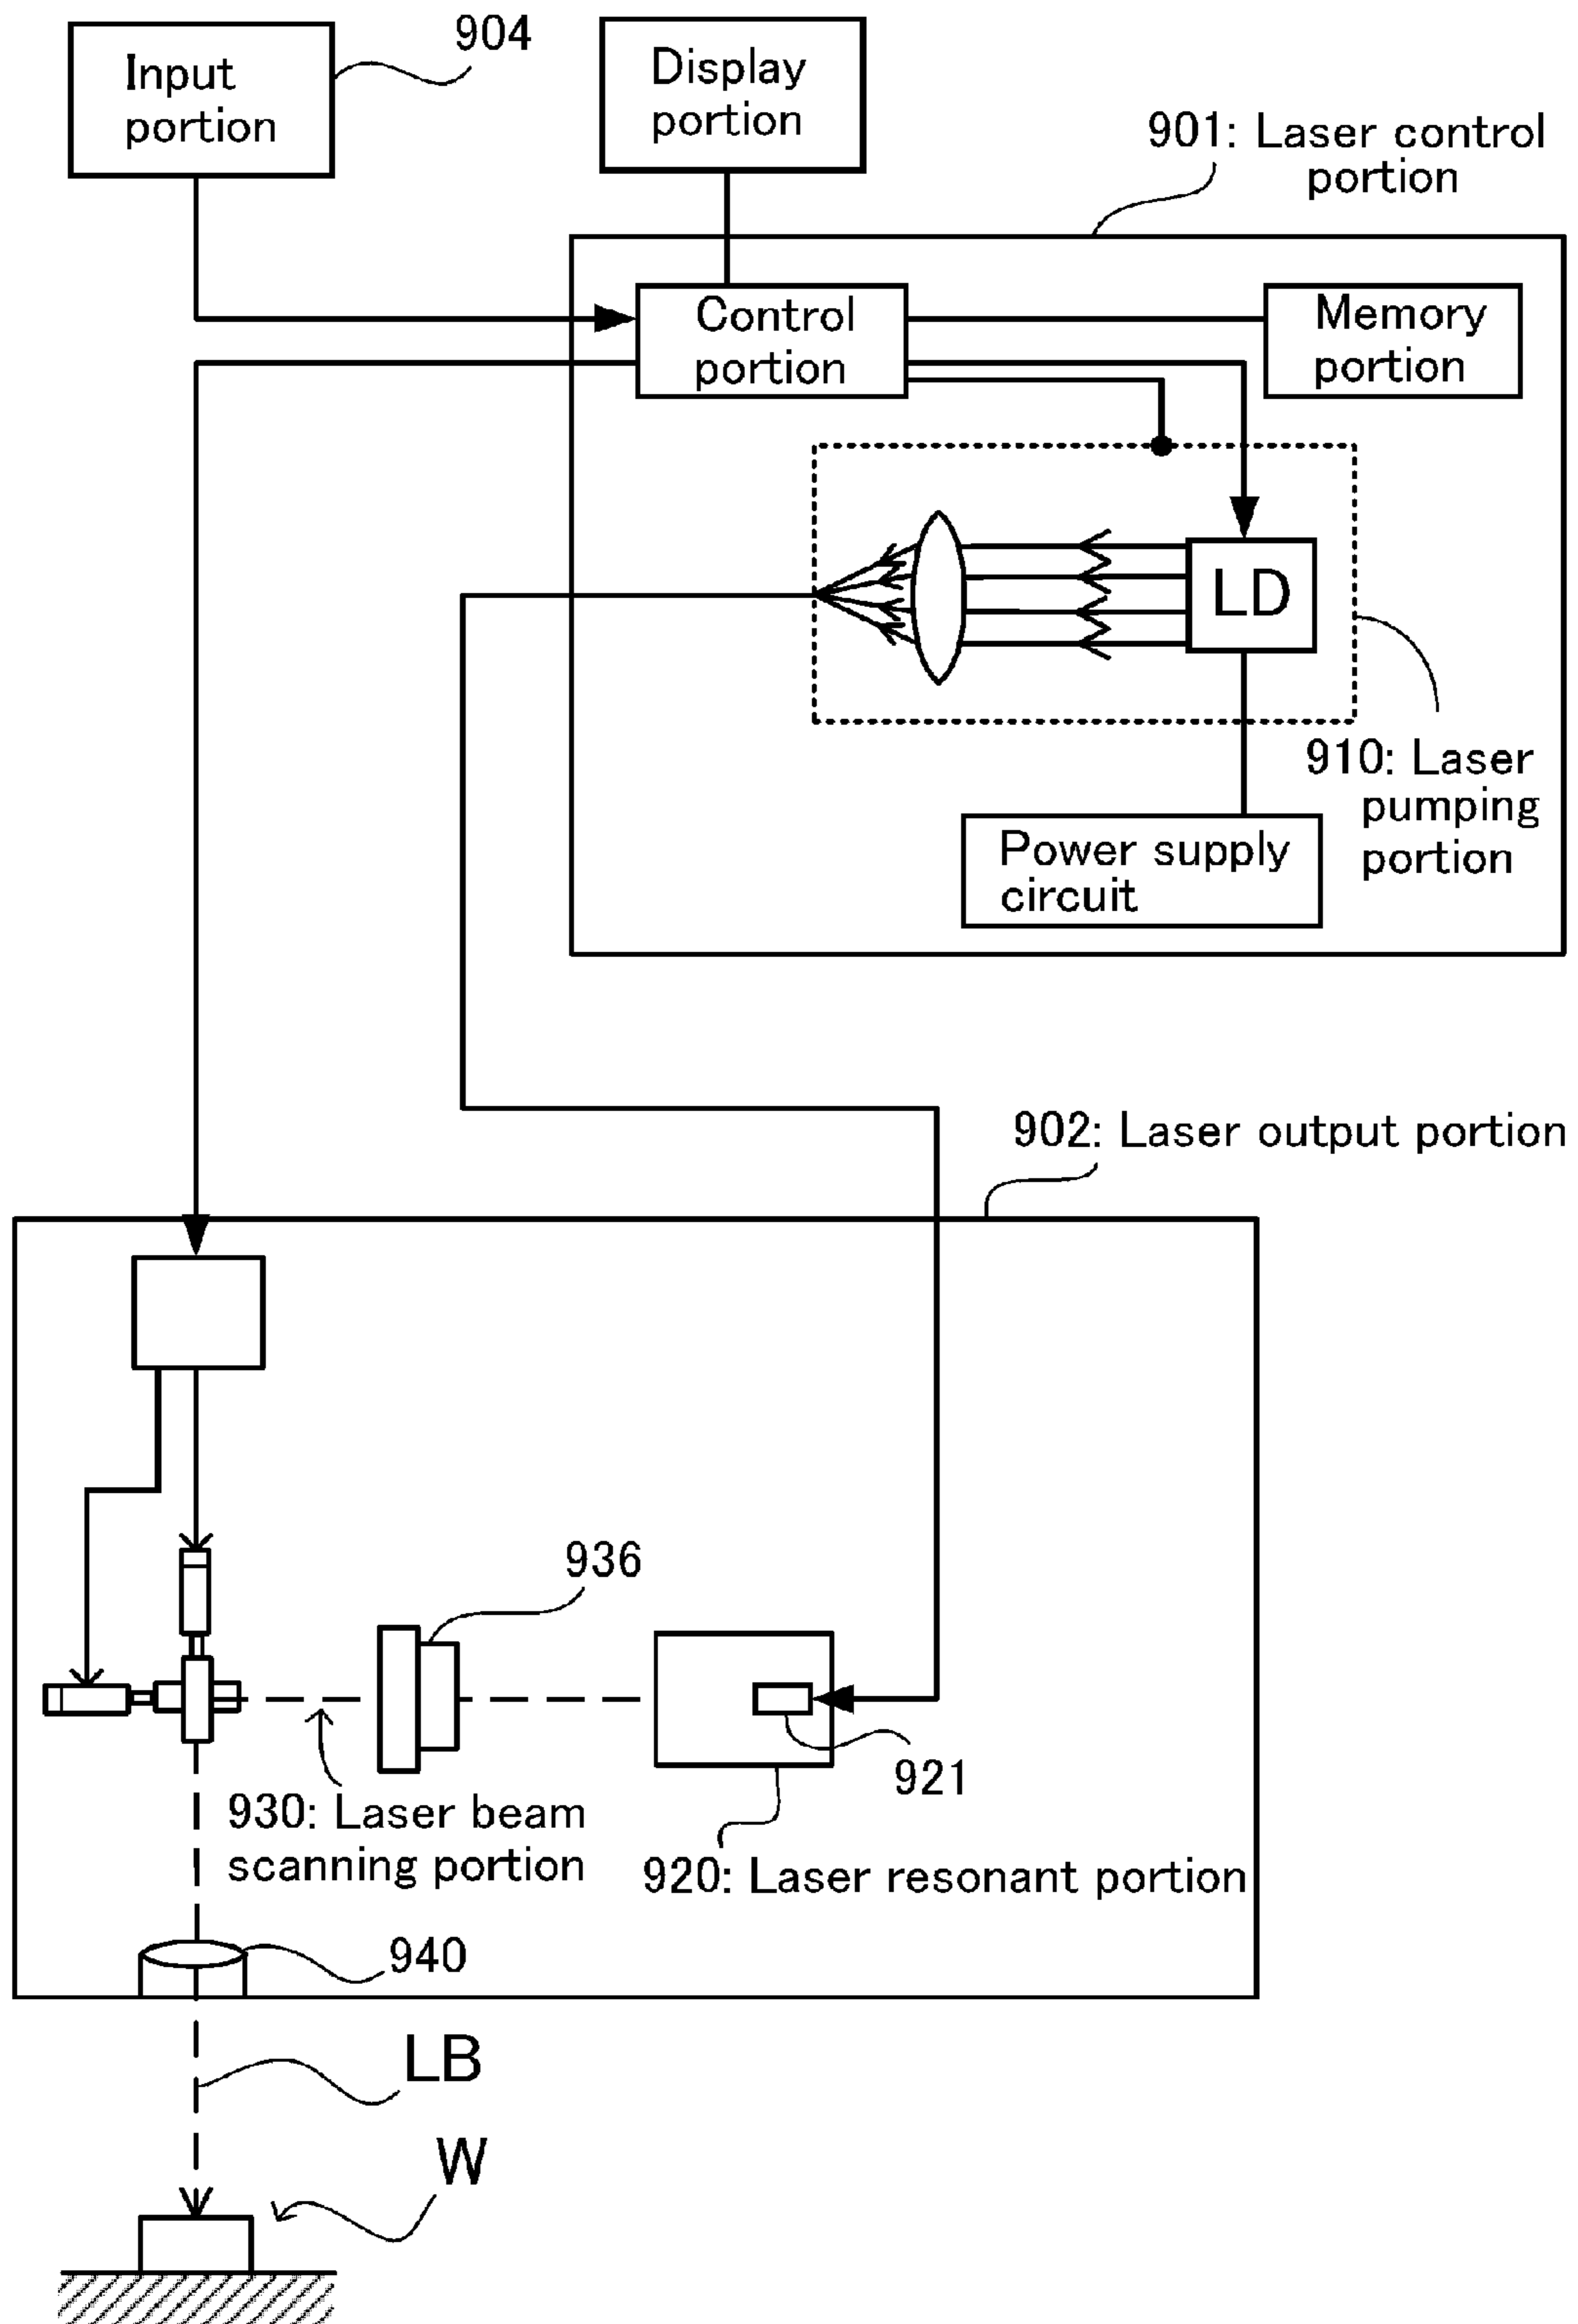 Input
portion
904
Display
portion
901: Laser control
portion
Control
portion
Memory
portion
LD
910: Laser
pumping
portion
Power supply
circuit
902: Laser output portion
936
921
930: Laser beam
scanning portion
920: Laser resonant portion
940
LB
W